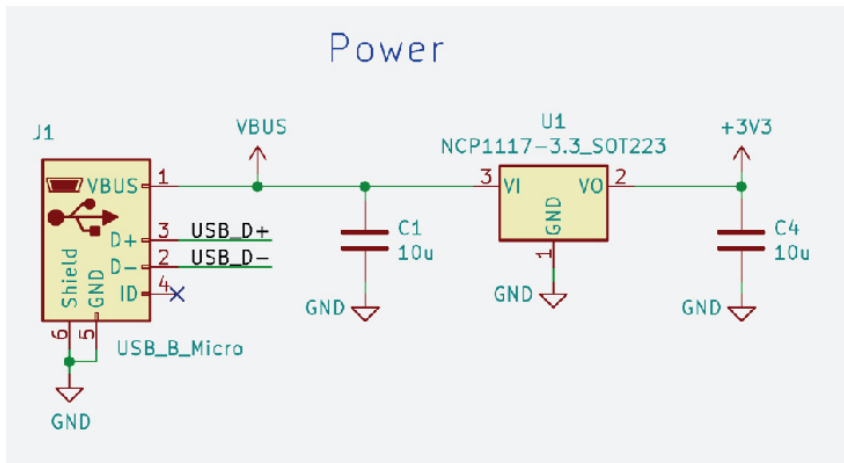 Power
J1
VBUS
U1
NCP1117-3.3_SOT223
+3V3
VBUS
1
3
VI
VO
2
D+
3
USB_D+
D-
2
USB_D-
ID
4
Shield
GND
6
5
USB_B_Micro
GND
C1
10u
GND
GND
1
GND
C4
10u
GND